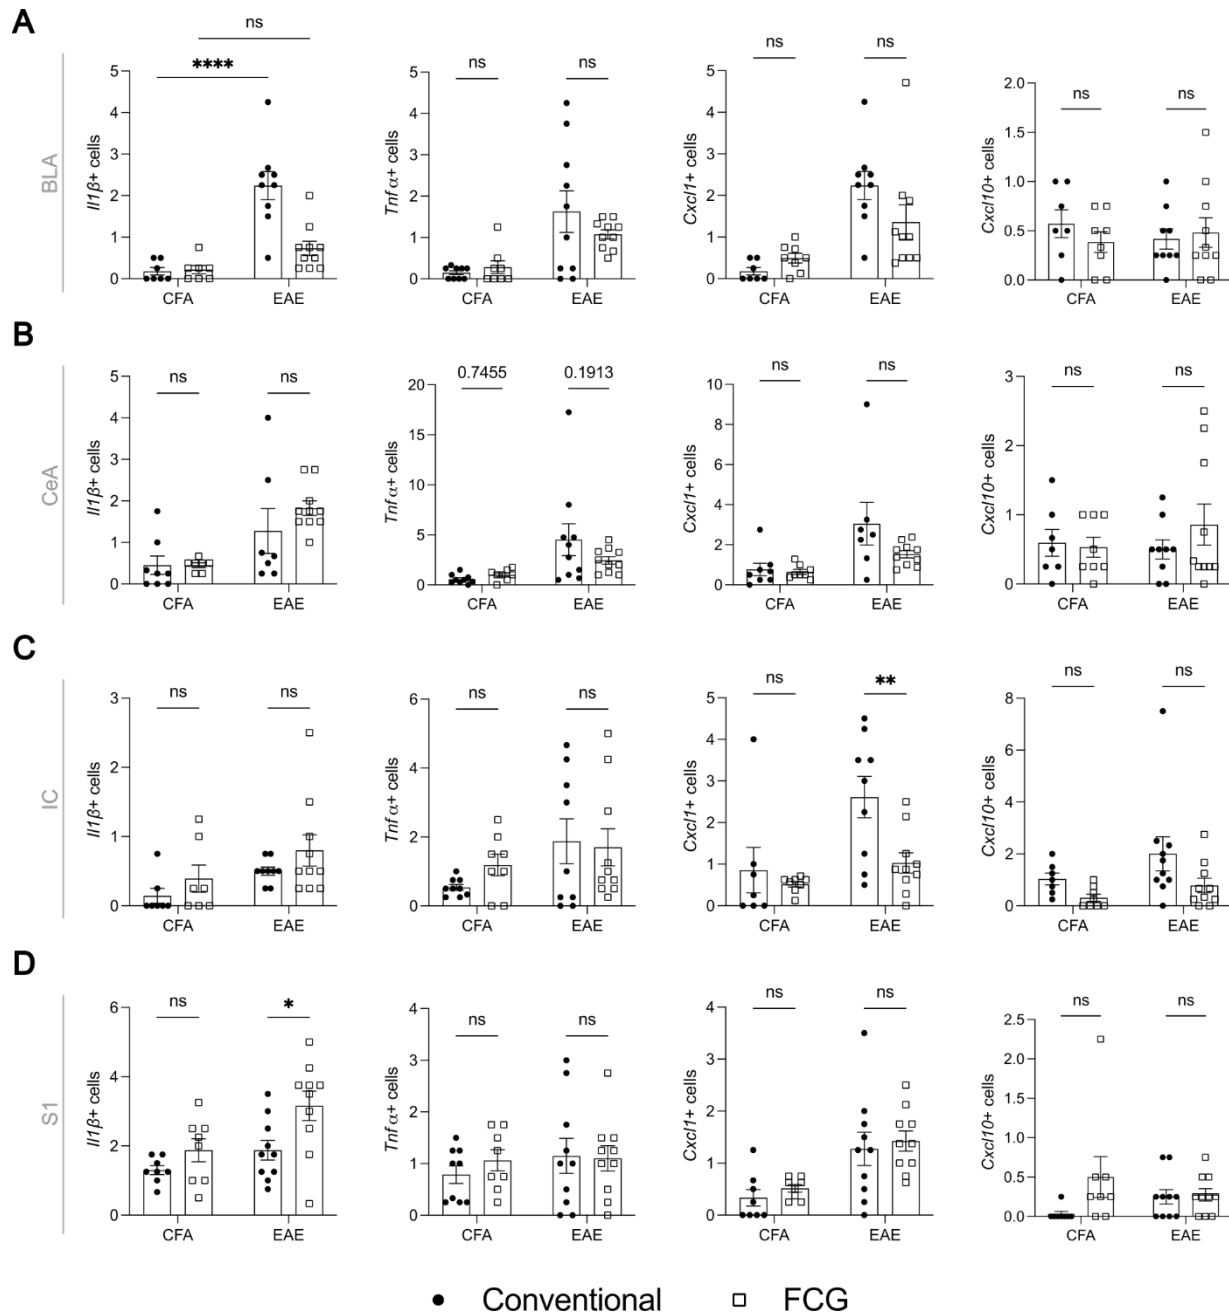 A
BLA
ns
****
5
4
3
2
1
0
Il1β+ cells
CFA
EAE
ns
ns
5
4
3
2
1
0
Tnf α+ cells
CFA
EAE
ns
ns
5
4
3
2
1
0
Cxcl1+ cells
CFA
EAE
ns
ns
2.0
1.5
1.0
0.5
0.0
Cxcl10+ cells
CFA
EAE
B
CeA
ns
ns
5
4
3
2
1
0
Il1β+ cells
CFA
EAE
0.7455
0.1913
20
15
10
5
0
Tnf α+ cells
CFA
EAE
ns
ns
10
8
6
4
2
0
Cxcl1+ cells
CFA
EAE
ns
ns
3
2
1
0
Cxcl10+ cells
CFA
EAE
C
IC
ns
ns
3
2
1
0
Il1β+ cells
CFA
EAE
ns
ns
6
4
2
0
Tnf α+ cells
CFA
EAE
ns
**
5
4
3
2
1
0
Cxcl1+ cells
CFA
EAE
ns
ns
8
6
4
2
0
Cxcl10+ cells
CFA
EAE
D
S1
ns
*
6
4
2
0
Il1β+ cells
CFA
EAE
ns
ns
4
3
2
1
0
Tnf α+ cells
CFA
EAE
ns
ns
4
3
2
1
0
Cxcl1+ cells
CFA
EAE
ns
ns
2.5
2.0
1.5
1.0
0.5
0.0
Cxcl10+ cells
CFA
EAE
Conventional
FCG